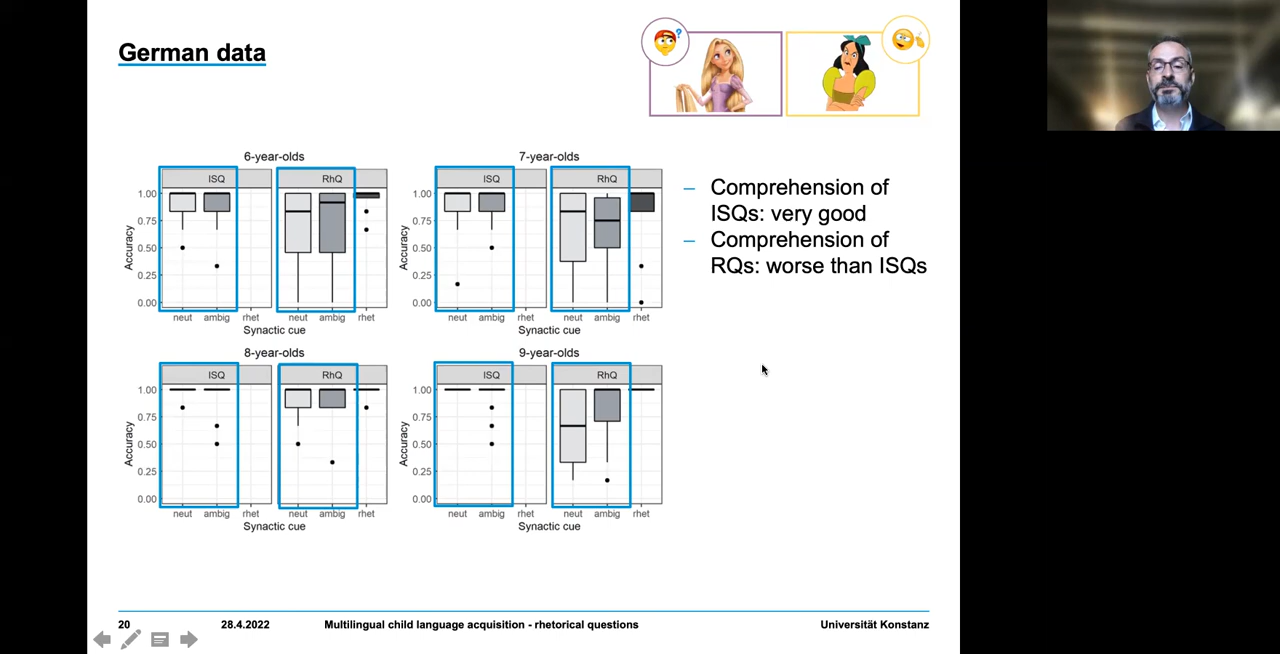 German data
?
6-year-olds
ISQ
RhQ
1.00
0.75
0.50
0.25
0.00
Accuracy
neut ambig rhet neut ambig rhet
Synactic cue
7-year-olds
ISQ
RhQ
1.00
0.75
0.50
0.25
0.00
Accuracy
neut ambig rhet neut ambig rhet
Synactic cue
– Comprehension of
ISQs: very good
– Comprehension of
RQs: worse than ISQs
8-year-olds
ISQ
RhQ
1.00
0.75
0.50
0.25
0.00
Accuracy
neut ambig rhet neut ambig rhet
Synactic cue
9-year-olds
ISQ
RhQ
1.00
0.75
0.50
0.25
0.00
Accuracy
neut ambig rhet neut ambig rhet
Synactic cue
20 28.4.2022 Multilingual child language acquisition - rhetorical questions Universität Konstanz